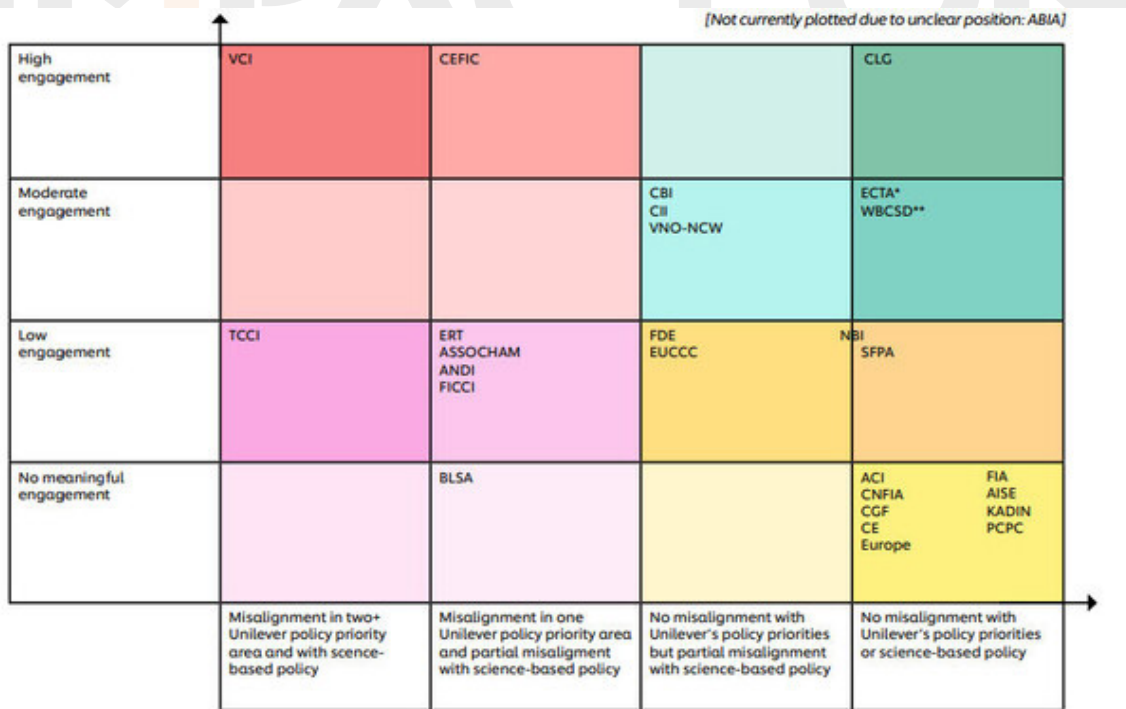 [Not currently plotted due to unclear position: ABIA]
High
engagement
VCI
CEFIC
CLG
Moderate
engagement
CBI
CII
VNO-NCW
ECTA*
WBCSD**
Low
engagement
TCCI
ERT
ASSOCHAM
ANDI
FICCI
FDE
EUCCC
NBI
SFPA
No meaningful
engagement
BLSA
ACI
CNFIA
CGF
CE
Europe
FIA
AISE
KADIN
PCPC
Misalignment in two+
Unilever policy priority
area and with scence-
based policy
Misalignment in one
Unilever policy priority area
and partial misaligment
with science-based policy
No misalignment with
Unilever's policy priorities
but partial misalignment
with science-based policy
No misalignment with
Unilever's policy priorities
or science-based policy